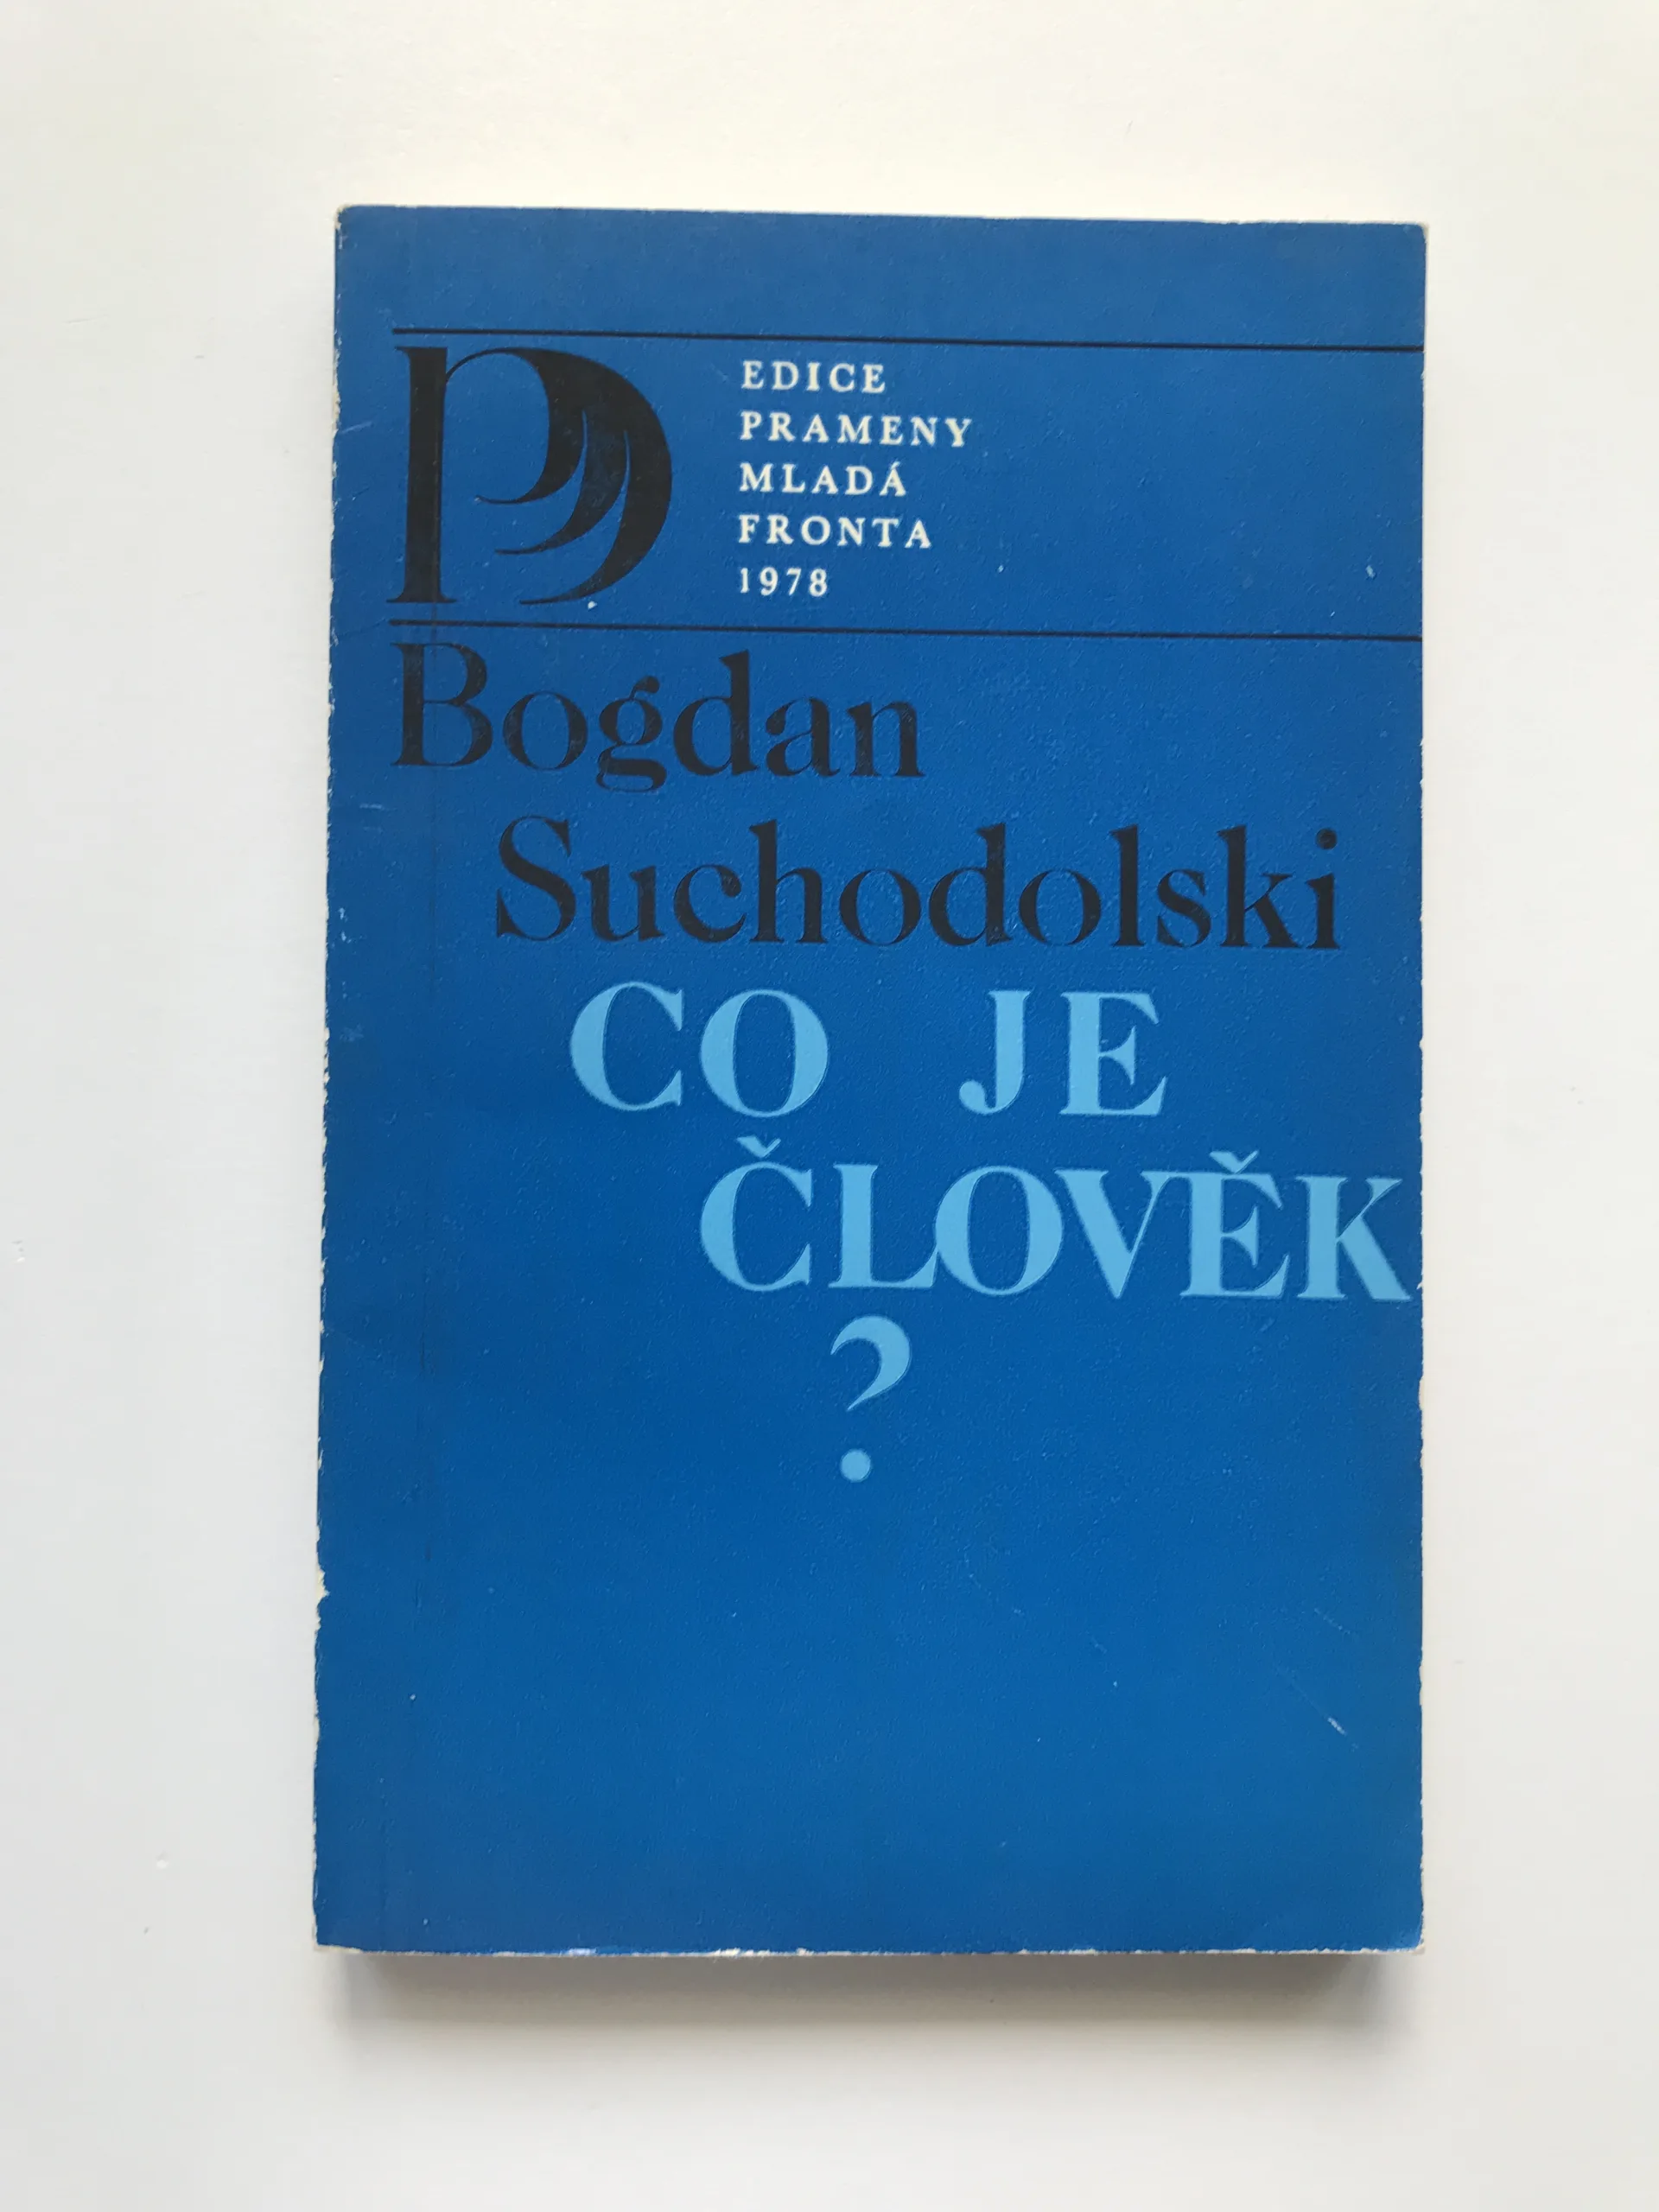 P
EDICE
PRAMENY
MLADÁ
FRONTA
1978
Bogdan
Suchodolski
CO JE
ČLOVĚK
?